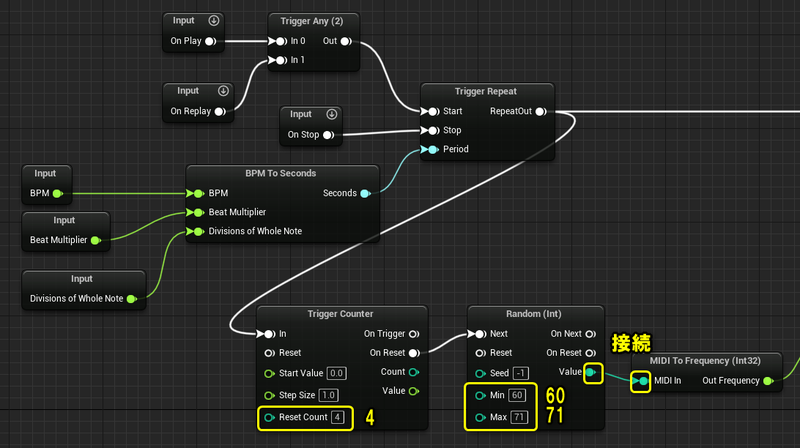 Input
On Play
Trigger Any (2)
In 0 Out
In 1
Input
On Replay
Input
On Stop
Trigger Repeat
Start RepeatOut
Stop
Period
Input
BPM
Input
Beat Multiplier
Input
Divisions of Whole Note
BPM To Seconds
BPM Seconds
Beat Multiplier
Divisions of Whole Note
Trigger Counter
In On Trigger
Reset On Reset
Start Value 0.0 Count
Step Size 1.0 Value
Reset Count 4
4
Random (Int)
Next On Next
Reset On Reset
Seed -1 Value
Min 60
Max 71
60
71
接続
MIDI To Frequency (Int32)
MIDI In Out Frequency